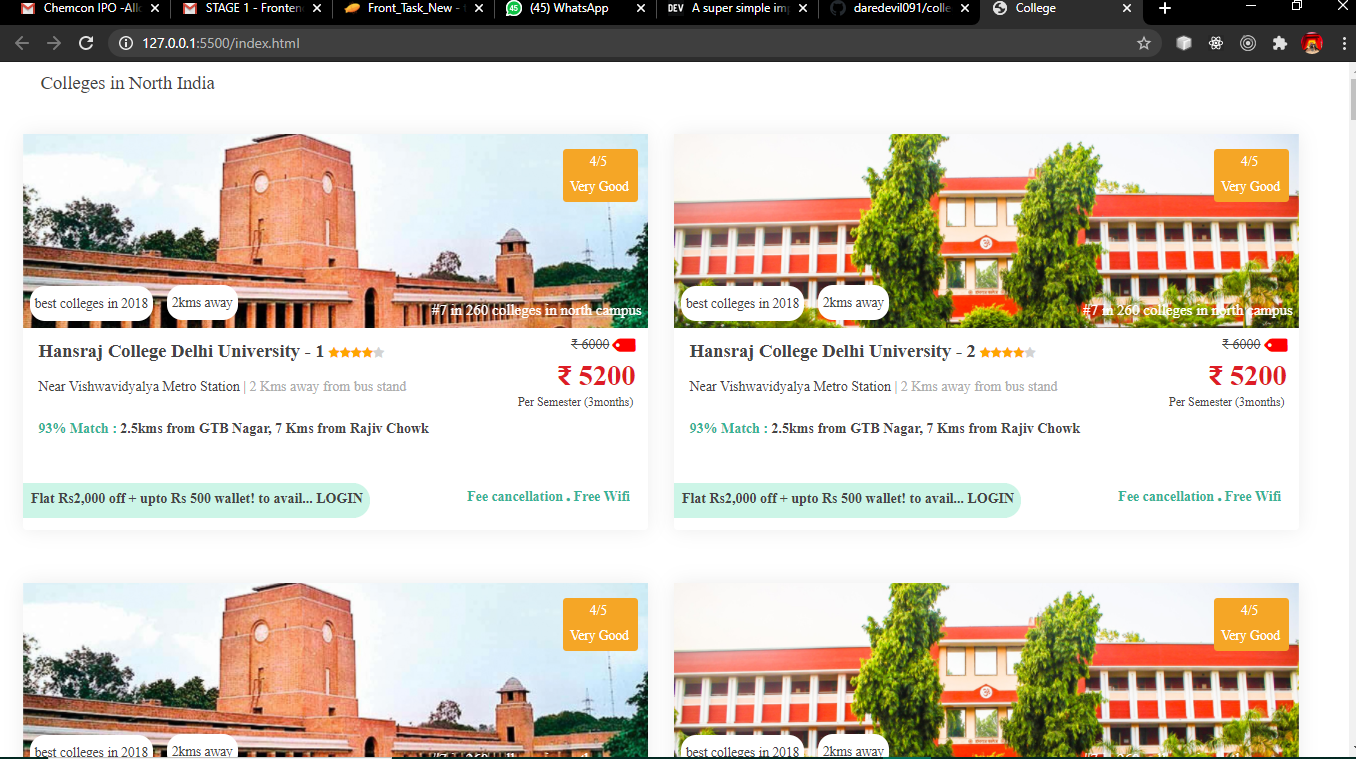 Chemcon IPO -Allo
STAGE 1 - Fronten
Front_Task_New -
45
(45) WhatsApp
DEV
A super simple im
daredevil091/colle
College
127.0.0.1:5500/index.html
Colleges in North India
4/5
Very Good
best colleges in 2018
2kms away
#7 in 260 colleges in north campus
Hansraj College Delhi University - 1
₹ 6000
₹ 5200
Near Vishwavidyalya Metro Station | 2 Kms away from bus stand
Per Semester (3months)
93% Match : 2.5kms from GTB Nagar, 7 Kms from Rajiv Chowk
Flat Rs2,000 off + upto Rs 500 wallet! to avail... LOGIN
Fee cancellation . Free Wifi
4/5
Very Good
best colleges in 2018
2kms away
#7 in 260 colleges in north campus
Hansraj College Delhi University - 2
₹ 6000
₹ 5200
Near Vishwavidyalya Metro Station | 2 Kms away from bus stand
Per Semester (3months)
93% Match : 2.5kms from GTB Nagar, 7 Kms from Rajiv Chowk
Flat Rs2,000 off + upto Rs 500 wallet! to avail... LOGIN
Fee cancellation . Free Wifi
4/5
Very Good
best colleges in 2018
2kms away
4/5
Very Good
best colleges in 2018
2kms away